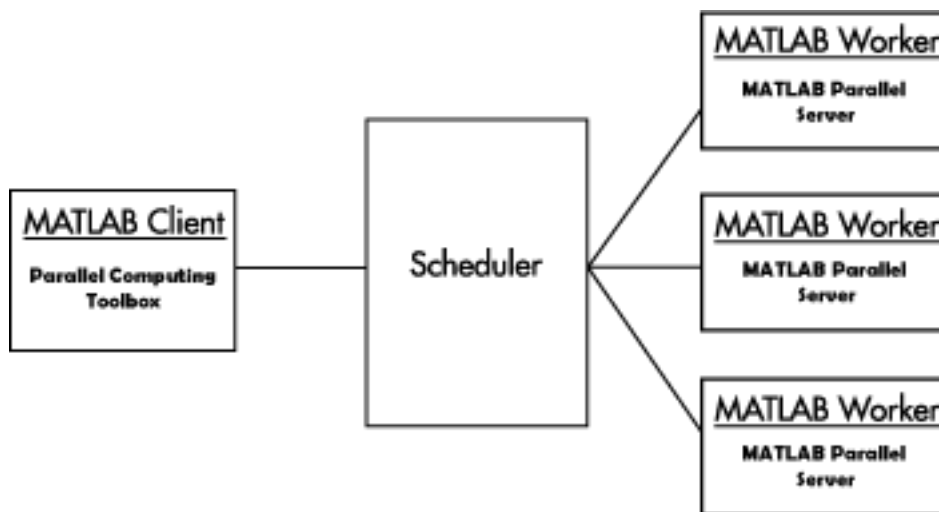 MATLAB Client
Parallel Computing
Toolbox
Scheduler
MATLAB Worker
MATLAB Parallel
Server
MATLAB Worker
MATLAB Parallel
Server
MATLAB Worker
MATLAB Parallel
Server